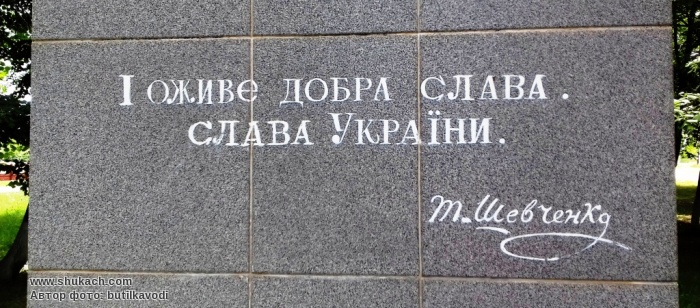 І оживе добра слава.
слава України.
Т. Шевченко
www.shukach.com
Автор фото: butilkavodi